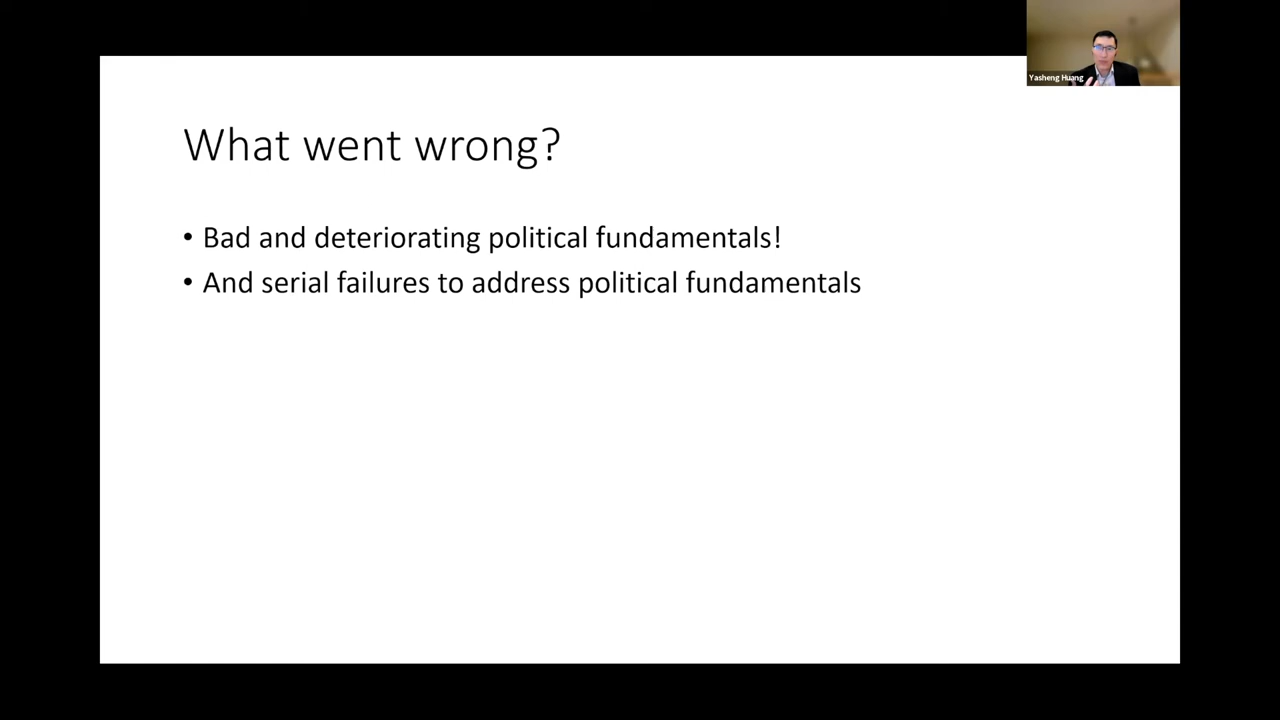 Yasheng Huang
What went wrong?
• Bad and deteriorating political fundamentals!
• And serial failures to address political fundamentals